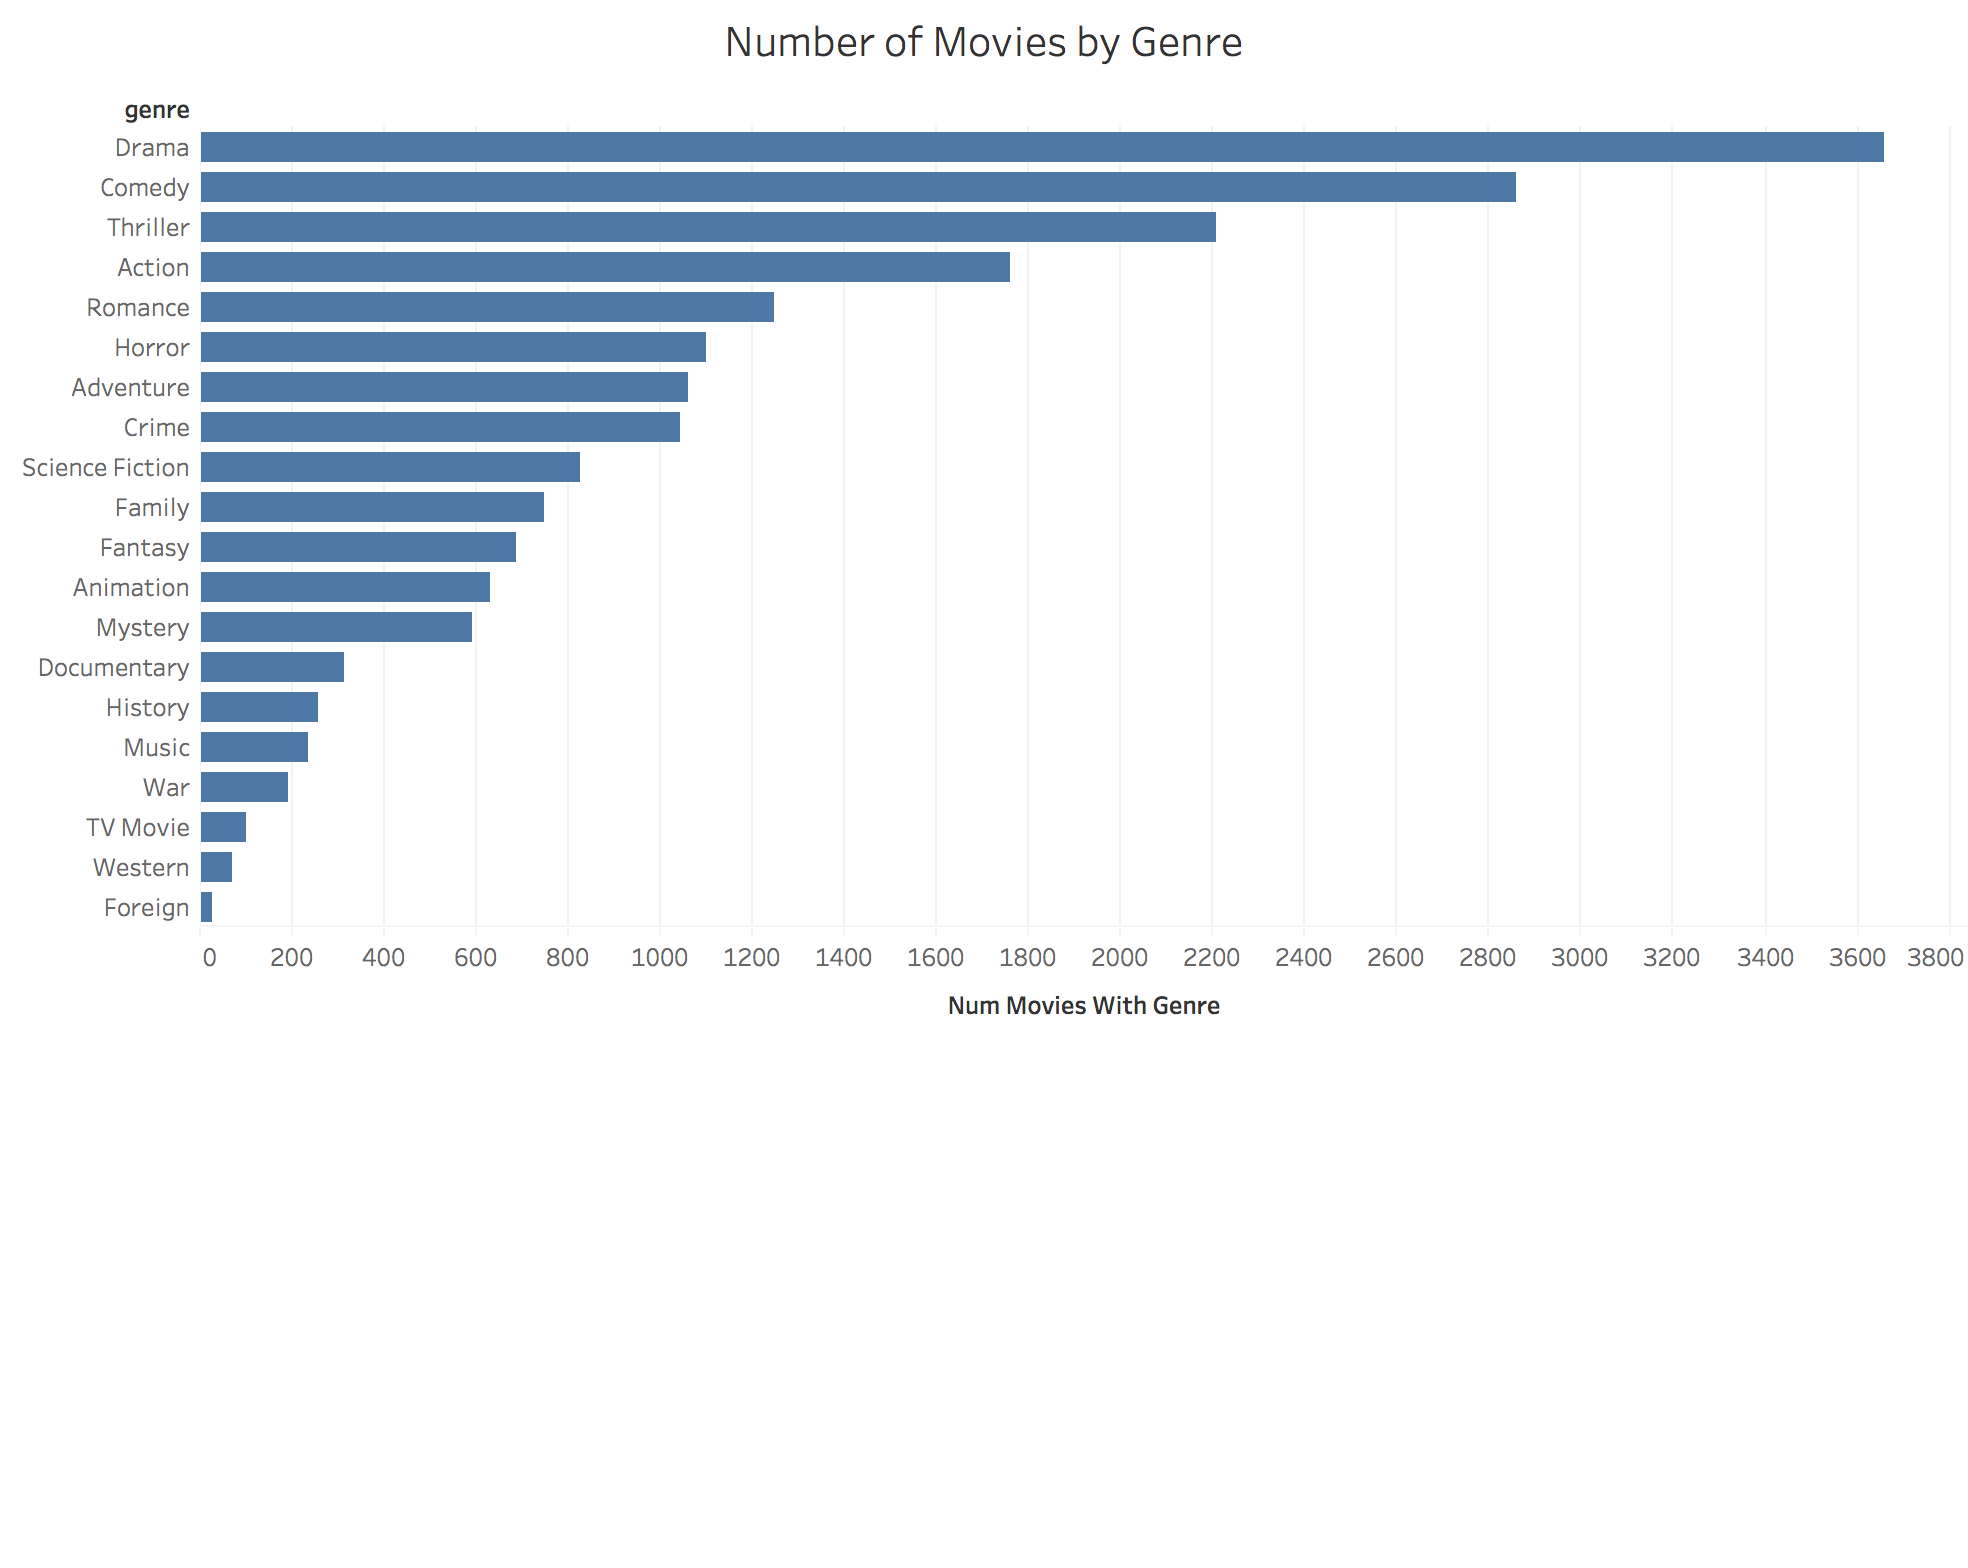 Number of Movies by Genre
genre
Drama
Comedy
Thriller
Action
Romance
Horror
Adventure
Crime
Science Fiction
Family
Fantasy
Animation
Mystery
Documentary
History
Music
War
TV Movie
Western
Foreign
0 200 400 600 800 1000 1200 1400 1600 1800 2000 2200 2400 2600 2800 3000 3200 3400 3600 3800
Num Movies With Genre